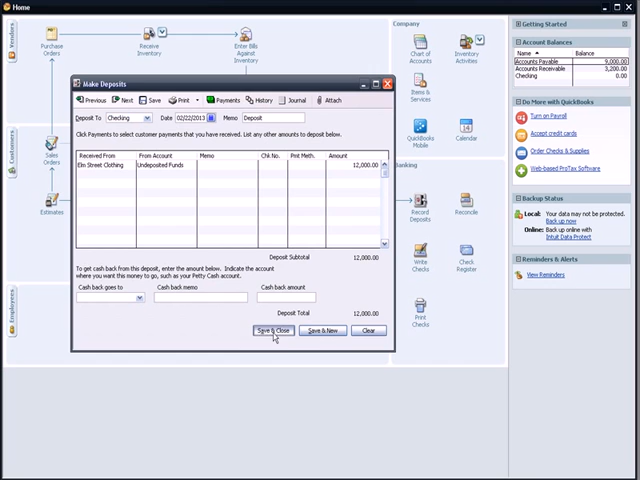 Home
Vendors
Purchase
Orders
Receive
Inventory
Enter Bills
Against
Inventory
Company
Chart of
Accounts
Inventory
Activities
Items &
Services
QuickBooks
Mobile
Calendar
Make Deposits
Previous Next Save Print Payments History Journal Attach
Deposit To Checking Date 02/22/2013 Memo Deposit
Click Payments to select customer payments that you have received. List any other amounts to deposit below.
Received From From Account Memo Chk No. Pmt Meth. Amount
Elm Street Clothing Undeposited Funds 12,000.00
Deposit Subtotal 12,000.00
To get cash back from this deposit, enter the amount below. Indicate the account
where you want this money to go, such as your Petty Cash account.
Cash back goes to Cash back memo Cash back amount
Deposit Total 12,000.00
Save & Close Save & New Clear
Customers
Sales
Orders
Estimates
Employees
Banking
Record
Deposits
Reconcile
Write
Checks
Check
Register
Print
Checks
Getting Started
Account Balances
Name Balance
Accounts Payable 9,000.00
Accounts Receivable 3,200.00
Checking 0.00
Do More with QuickBooks
Turn on Payroll
Accept credit cards
Order Checks & Supplies
Web-based ProTax Software
Backup Status
Local: Your data may not be protected.
Back up now
Online: Back up online with
Intuit Data Protect
Reminders & Alerts
View Reminders